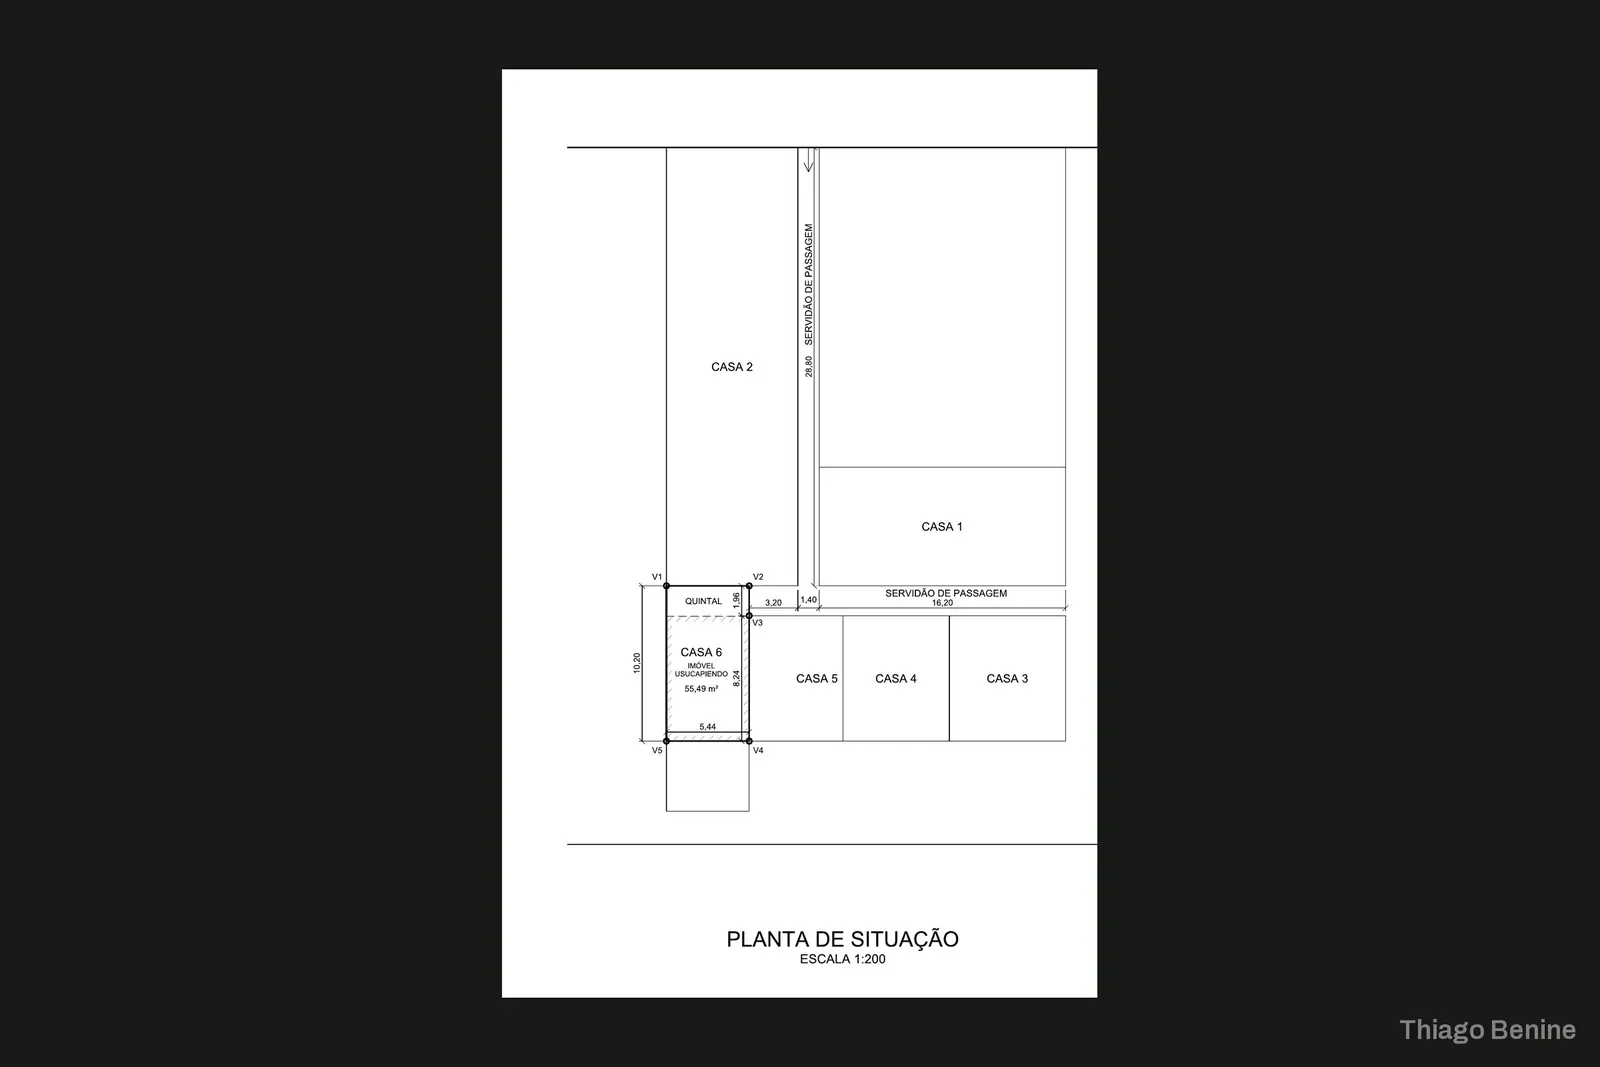 SERVIDÃO DE PASSAGEM
28,80
CASA 2
CASA 1
V1
V2
QUINTAL
1,96
3,20
1,40
SERVIDÃO DE PASSAGEM
16,20
V3
CASA 6
IMÓVEL
USUCAPIENDO
55,49 m²
10,20
8,24
CASA 5
CASA 4
CASA 3
5,44
V5
V4
PLANTA DE SITUAÇÃO
ESCALA 1:200
Thiago Benine